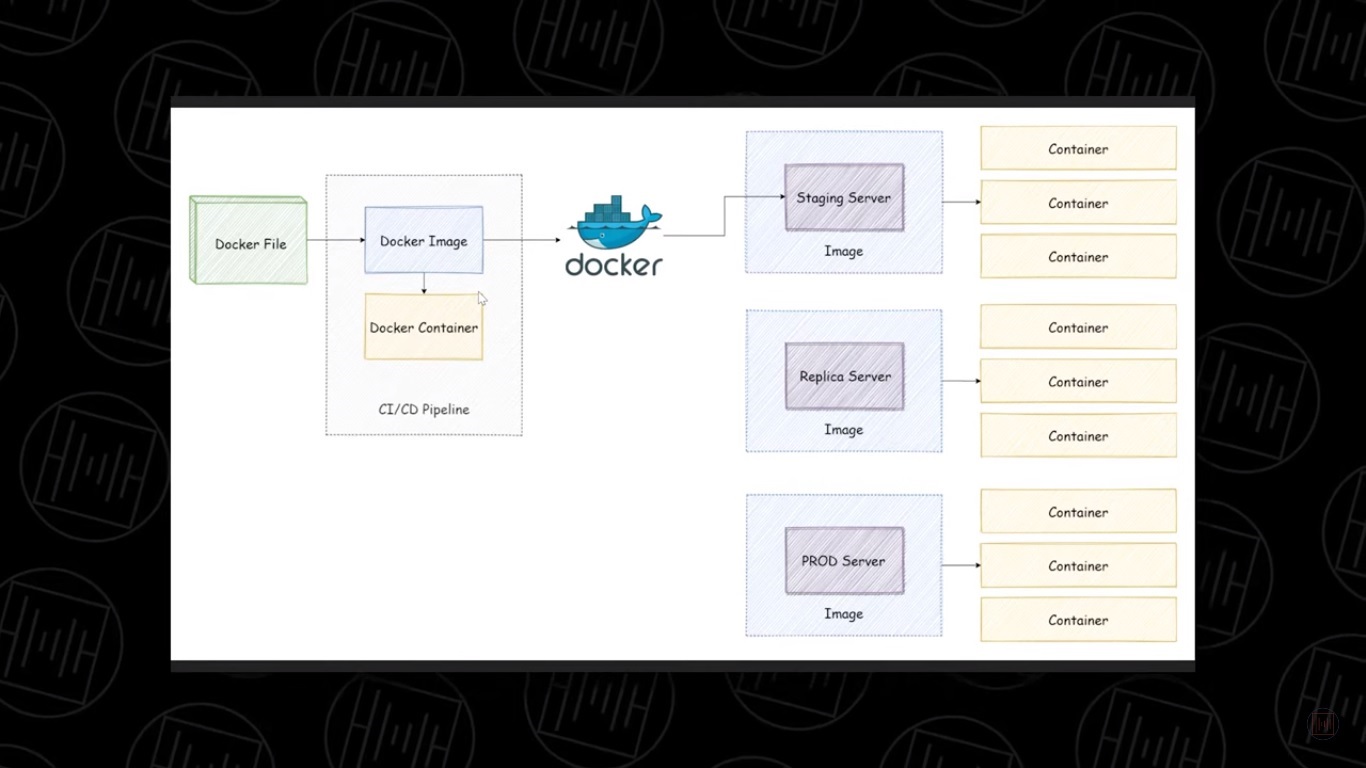 Docker File
Docker Image
Docker Container
CI/CD Pipeline
docker
Staging Server
Image
Container
Container
Container
Replica Server
Image
Container
Container
Container
PROD Server
Image
Container
Container
Container